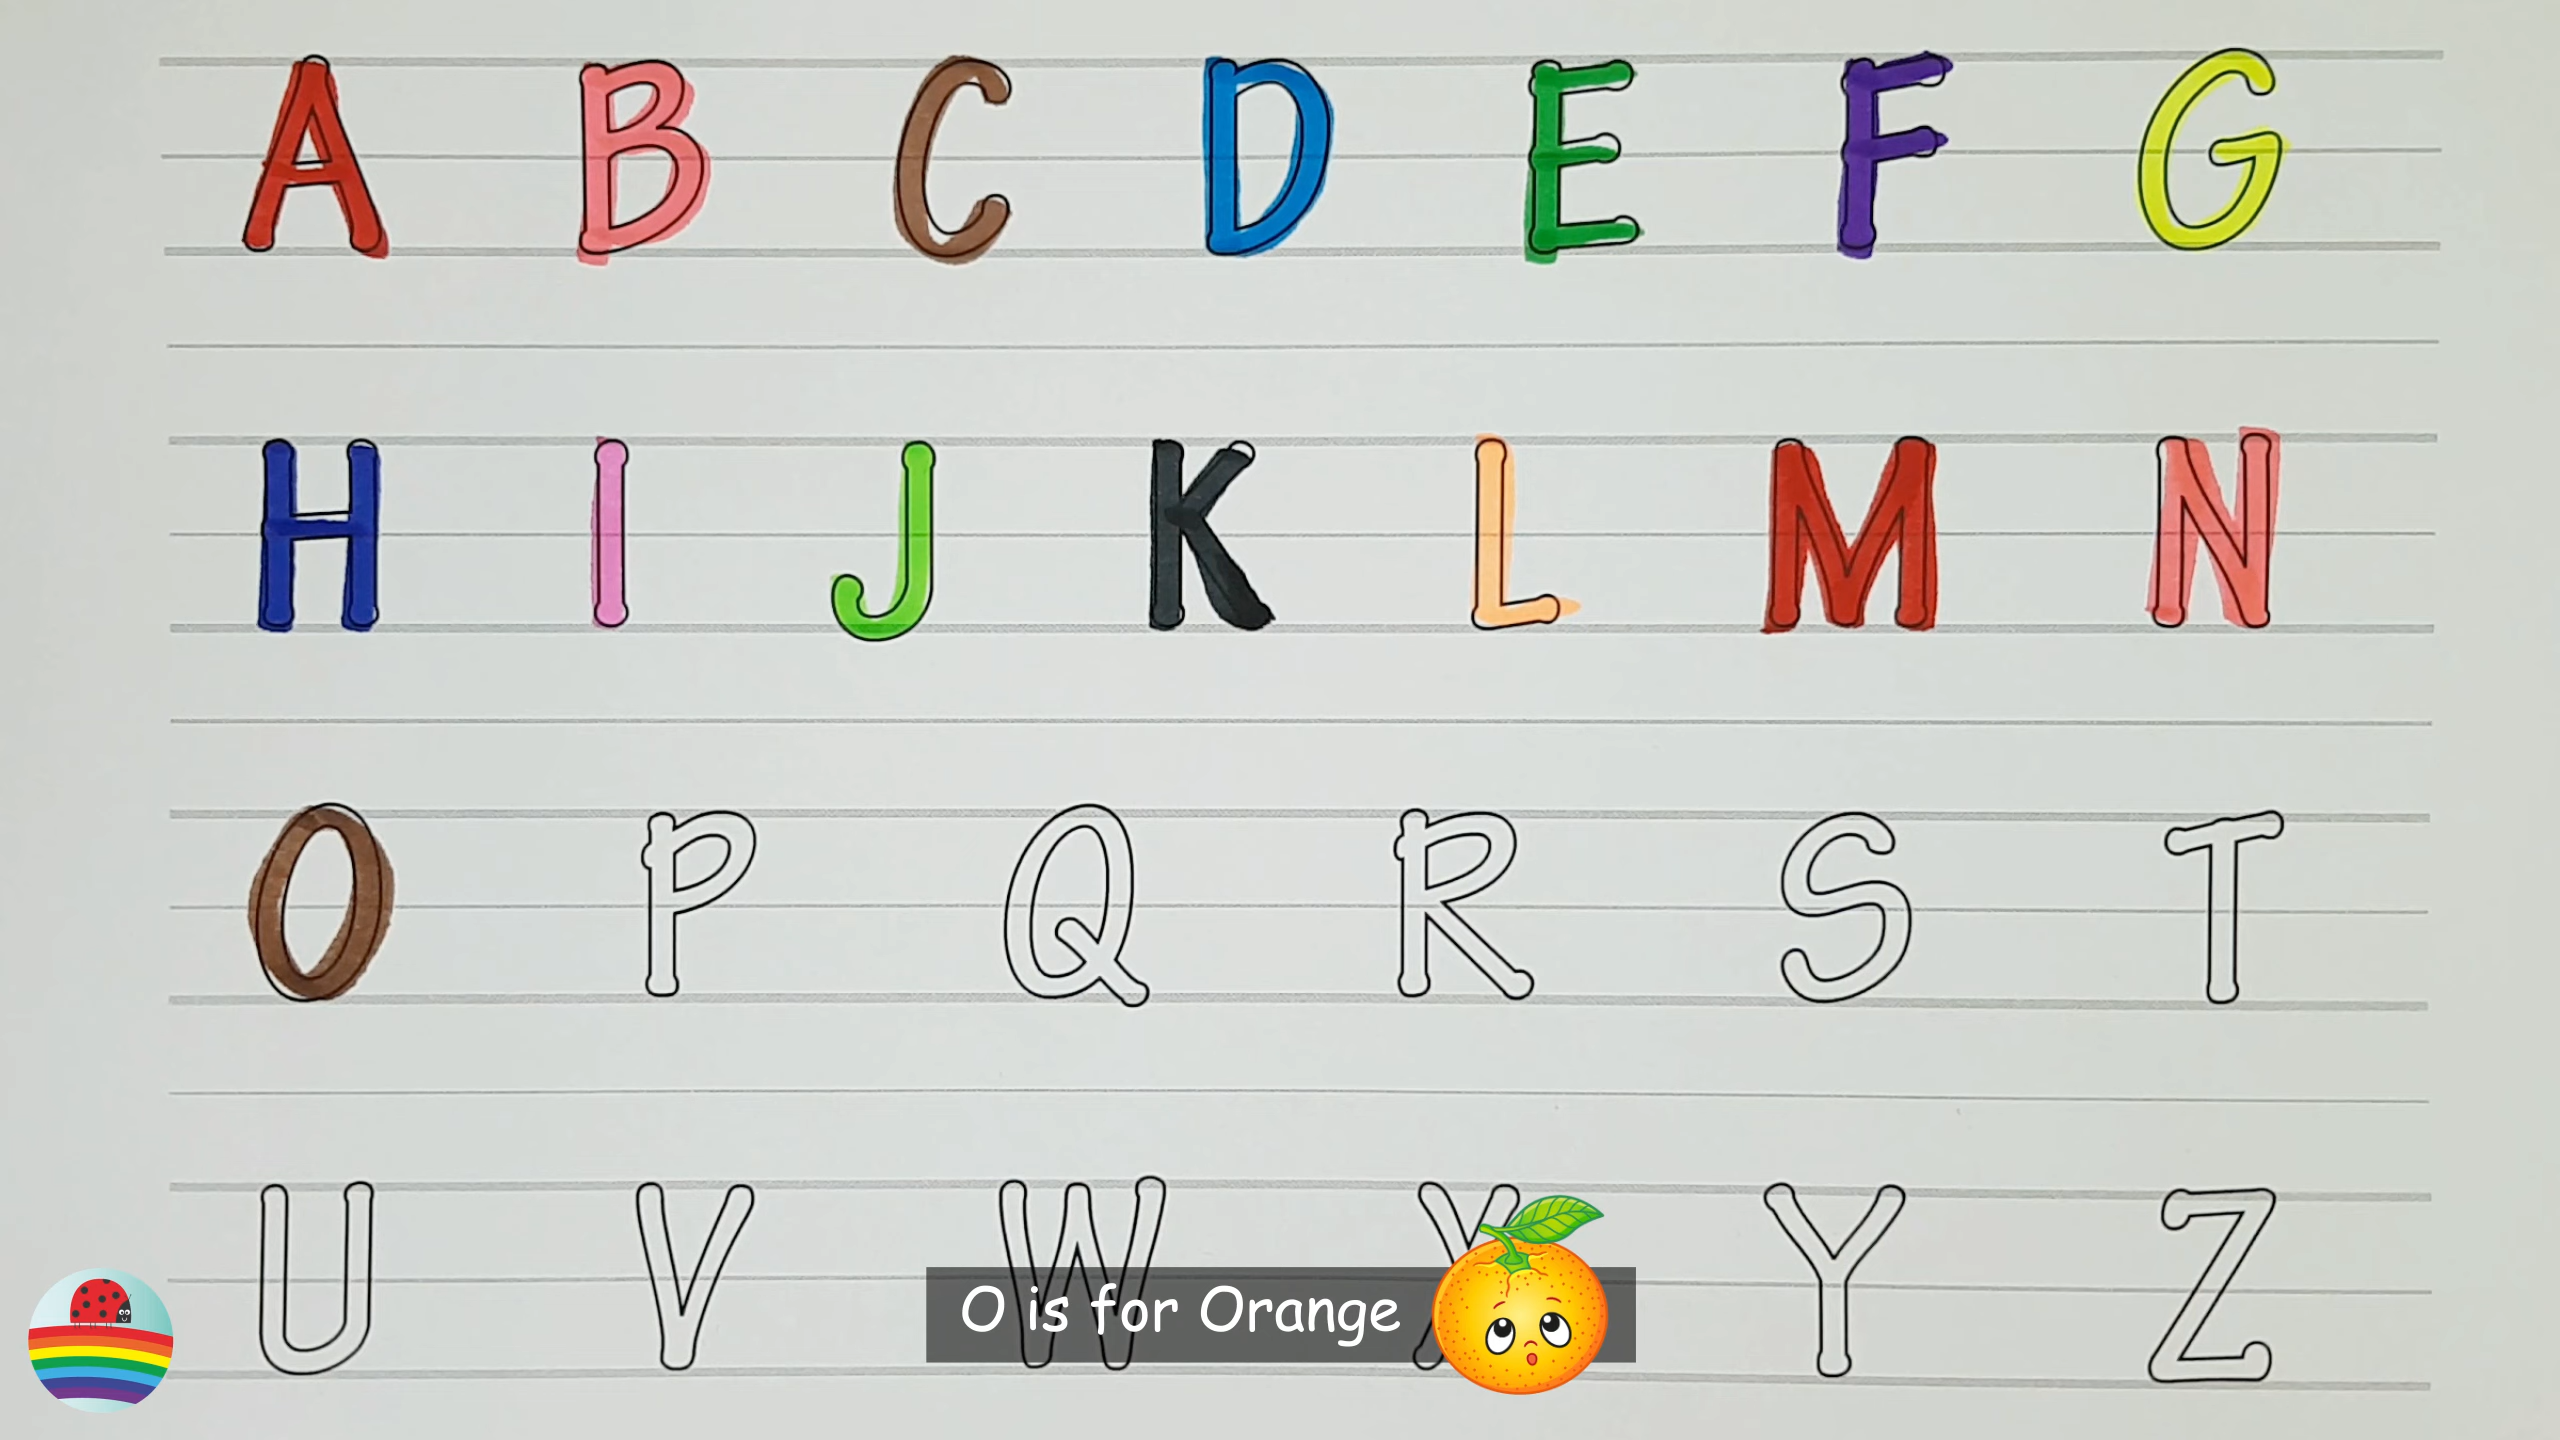 A B C D E F G
H I J K L M N
O P Q R S T
U V W X Y Z
O is for Orange